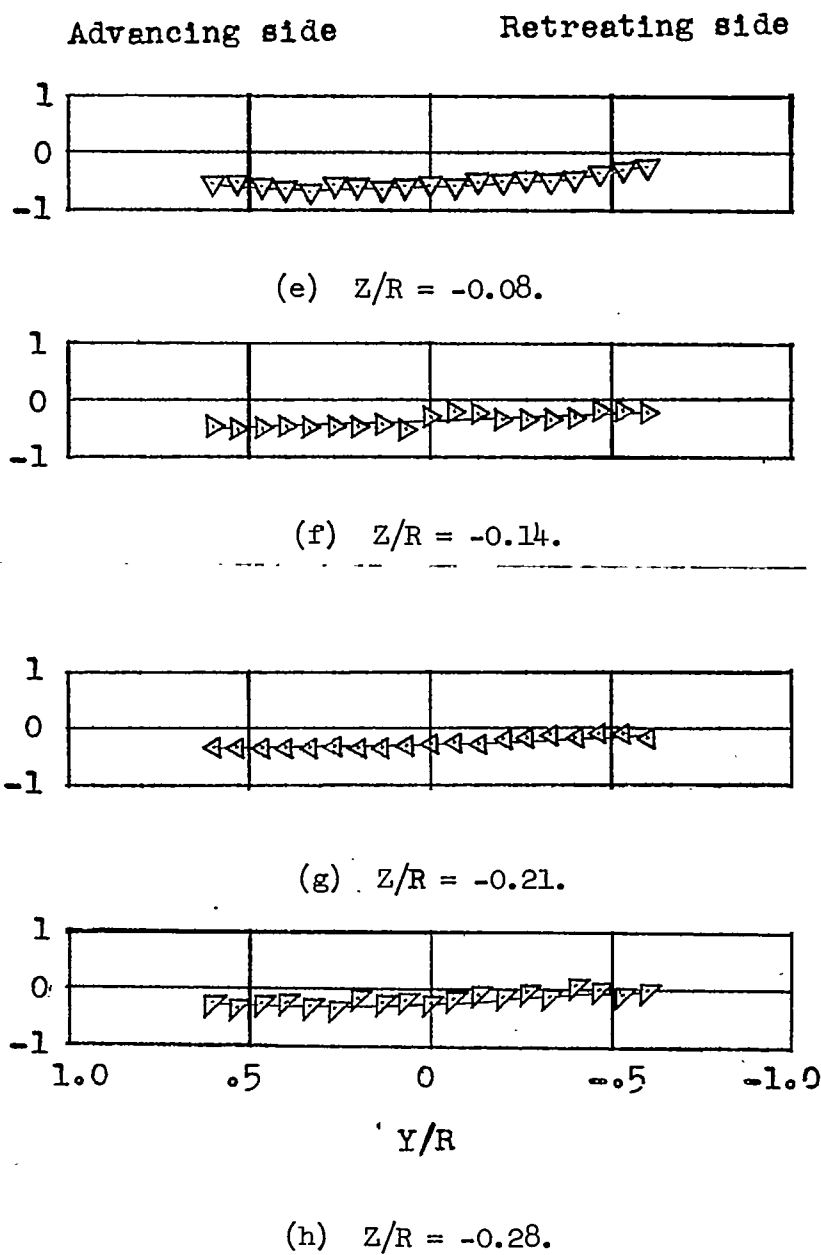 Advancing side Retreating side
1
0
-1
(e) Z/R = -0.08.
1
0
-1
(f) Z/R = -0.14.
1
0
-1
(g) Z/R = -0.21.
1
0
-1
1.0 .5 0 -.5 -1.0
Y/R
(h) Z/R = -0.28.